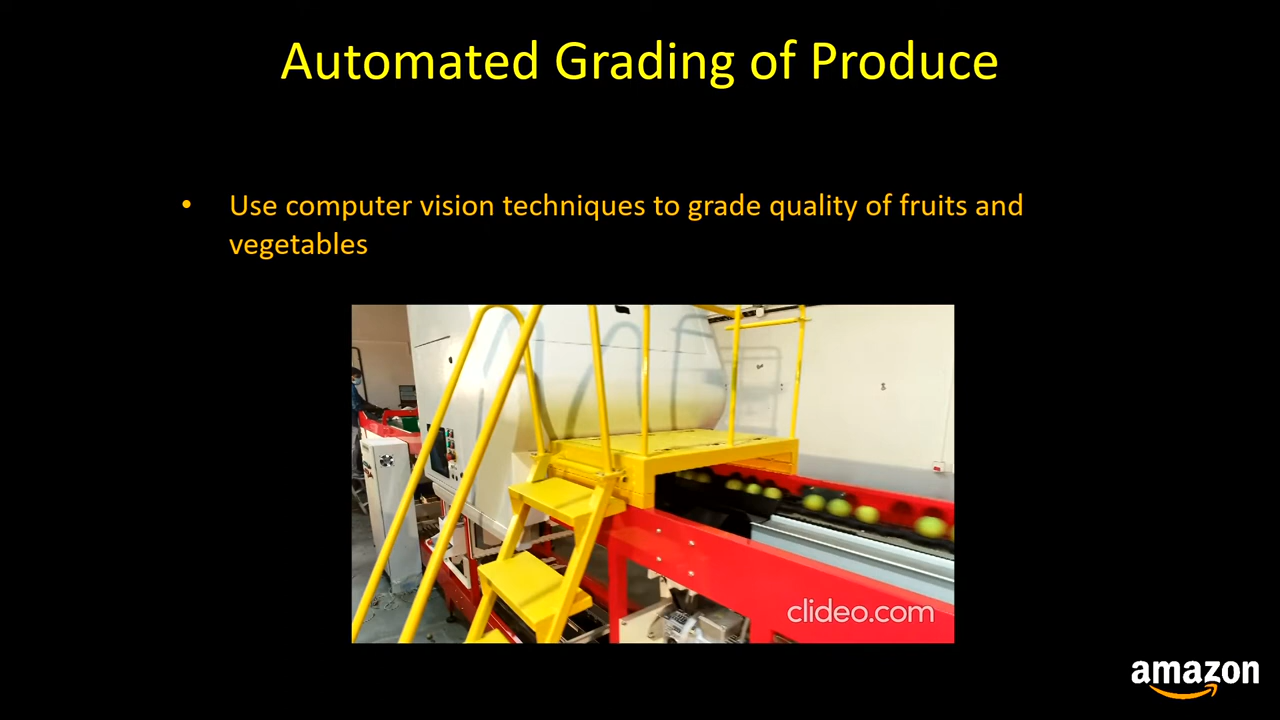 Automated Grading of Produce
• Use computer vision techniques to grade quality of fruits and
vegetables
clideo.com
amazon